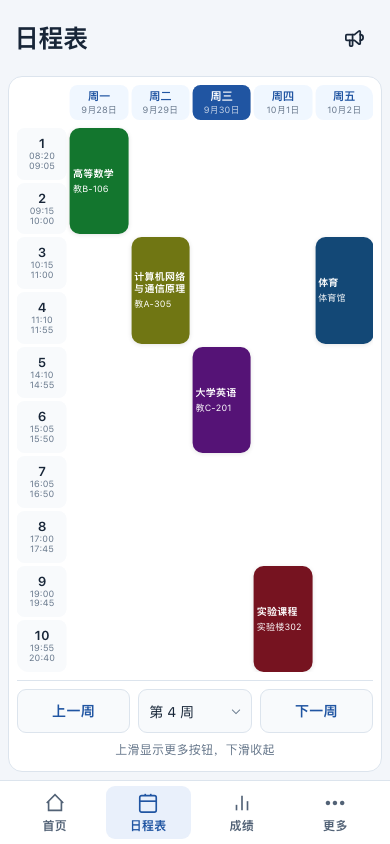 日程表
周一 周二 周三 周四 周五
9月28日 9月29日 9月30日 10月1日 10月2日
1
08:20
09:05
高等数学
教B-106
2
09:15
10:00
3
10:15
11:00
计算机网络
与通信原理
教A-305
体育
体育馆
4
11:10
11:55
5
14:10
14:55
大学英语
教C-201
6
15:05
15:50
7
16:05
16:50
8
17:00
17:45
9
19:00
19:45
实验课程
实验楼302
10
19:55
20:40
上一周 第 4 周 下一周
上滑显示更多按钮，下滑收起
首页 日程表 成绩 更多